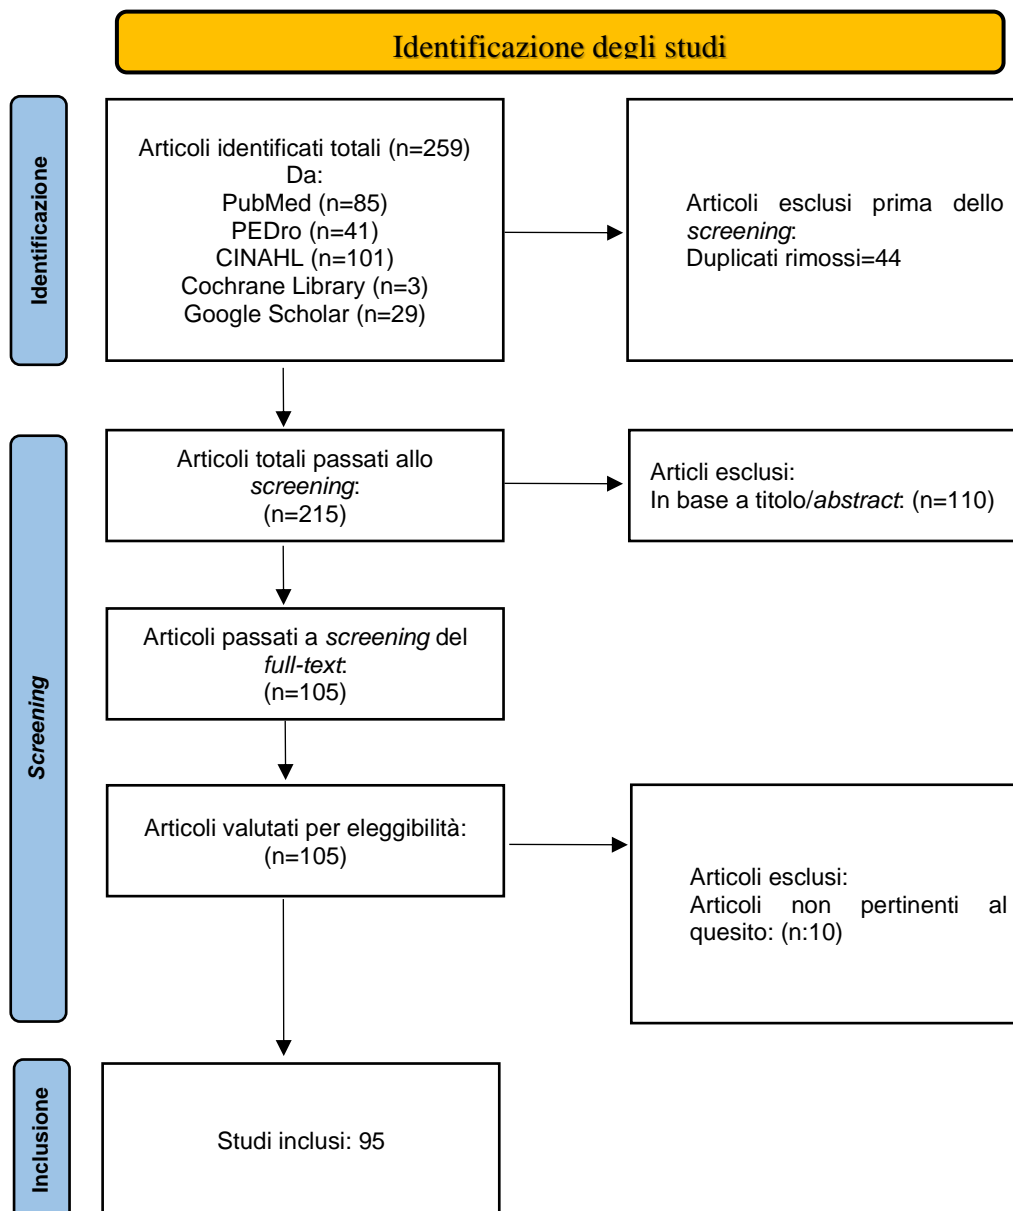 Identificazione degli studi
Identificazione
Articoli identificati totali (n=259)
Da:
PubMed (n=85)
PEDro (n=41)
CINAHL (n=101)
Cochrane Library (n=3)
Google Scholar (n=29)
Articoli esclusi prima dello
screening:
Duplicati rimossi=44
Screening
Articoli totali passati allo
screening:
(n=215)
Articli esclusi:
In base a titolo/abstract: (n=110)
Articoli passati a screening del
full-text:
(n=105)
Articoli valutati per eleggibilità:
(n=105)
Articoli esclusi:
Articoli non pertinenti al
quesito: (n:10)
Inclusione
Studi inclusi: 95